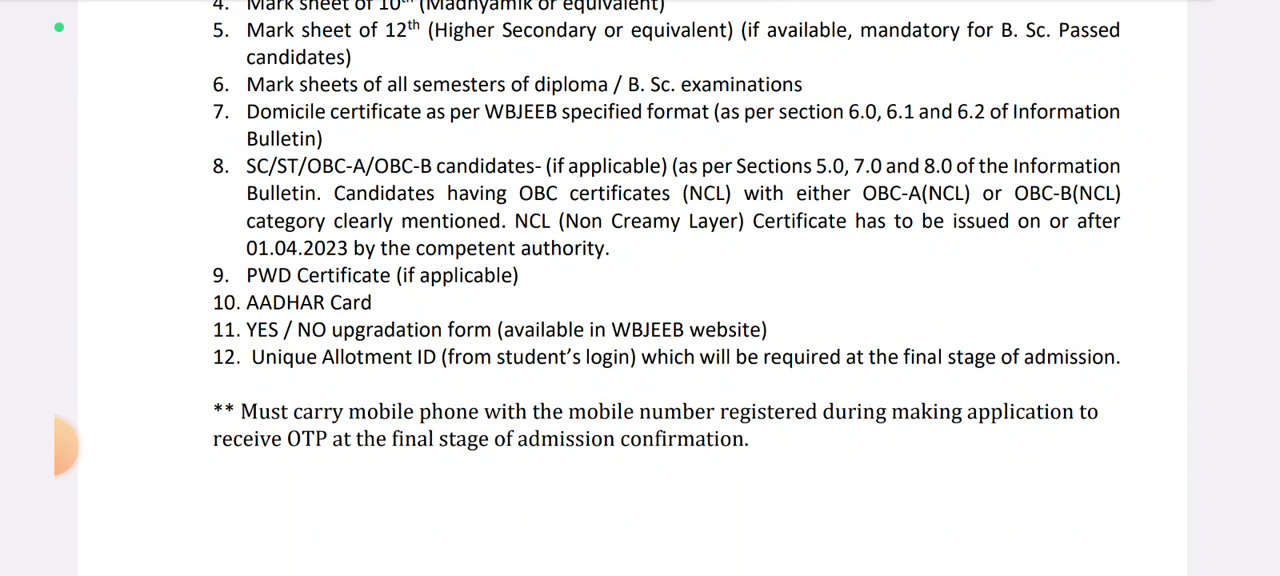 4. Mark sheet of 10th (Madhyamik or equivalent)
5. Mark sheet of 12th (Higher Secondary or equivalent) (if available, mandatory for B. Sc. Passed
candidates)
6. Mark sheets of all semesters of diploma / B. Sc. examinations
7. Domicile certificate as per WBJEEB specified format (as per section 6.0, 6.1 and 6.2 of Information
Bulletin)
8. SC/ST/OBC-A/OBC-B candidates- (if applicable) (as per Sections 5.0, 7.0 and 8.0 of the Information
Bulletin. Candidates having OBC certificates (NCL) with either OBC-A(NCL) or OBC-B(NCL)
category clearly mentioned. NCL (Non Creamy Layer) Certificate has to be issued on or after
01.04.2023 by the competent authority.
9. PWD Certificate (if applicable)
10. AADHAR Card
11. YES / NO upgradation form (available in WBJEEB website)
12. Unique Allotment ID (from student’s login) which will be required at the final stage of admission.
** Must carry mobile phone with the mobile number registered during making application to
receive OTP at the final stage of admission confirmation.